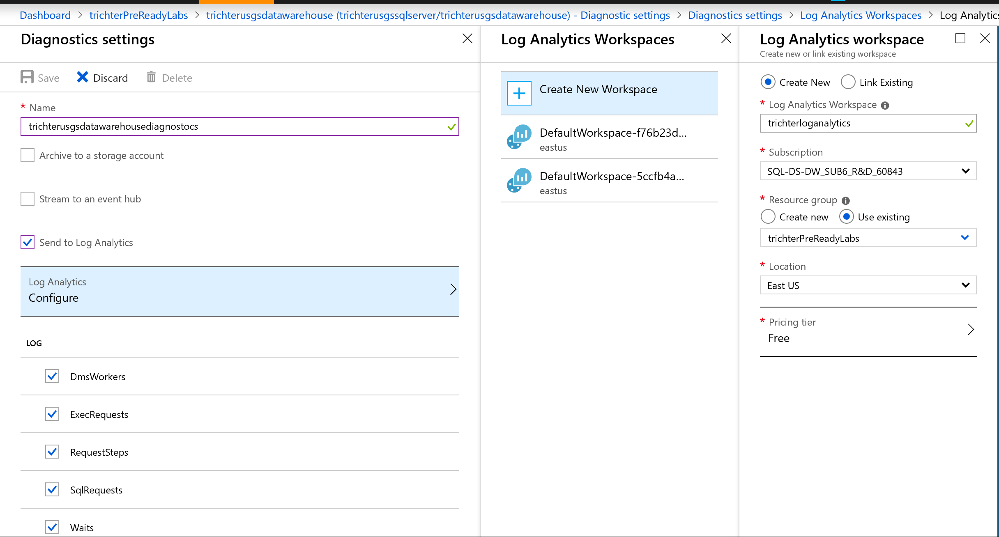 Dashboard > trichterPreReadyLabs > trichterusgsdatawarehouse (trichterusgssqlserver/trichterusgsdatawarehouse) - Diagnostic settings > Diagnostics settings > Log Analytics Workspaces > Log Analytics
Diagnostics settings
Save Discard Delete
* Name
trichterusgsdatawarehousediagnostocs
Archive to a storage account
Stream to an event hub
Send to Log Analytics
Log Analytics
Configure
LOG
DmsWorkers
ExecRequests
RequestSteps
SqlRequests
Waits
Log Analytics Workspaces
Create New Workspace
DefaultWorkspace-f76b23d...
eastus
DefaultWorkspace-5ccfb4a...
eastus
Log Analytics workspace
Create new or link existing workspace
Create New Link Existing
* Log Analytics Workspace
trichterloganalytics
* Subscription
SQL-DS-DW_SUB6_R&D_60843
* Resource group
Create new Use existing
trichterPreReadyLabs
* Location
East US
* Pricing tier
Free